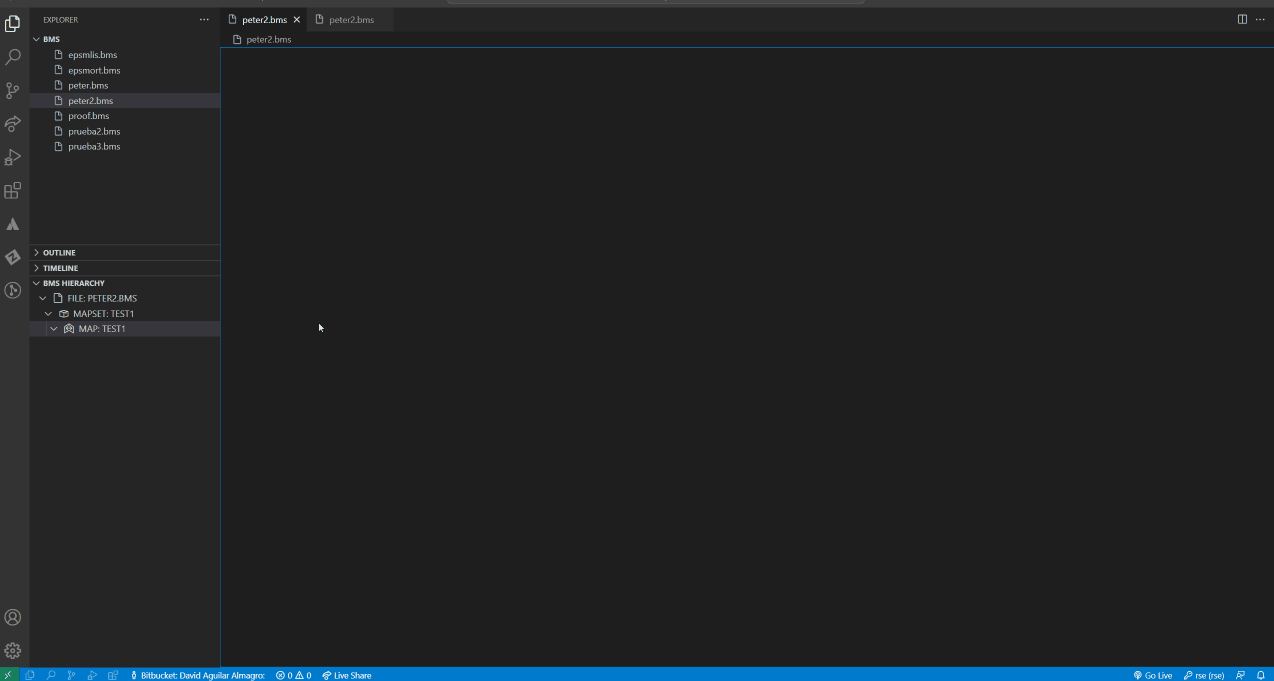 EXPLORER
peter2.bms
peter2.bms
BMS
peter2.bms
epsmlis.bms
epsmort.bms
peter.bms
peter2.bms
proof.bms
prueba2.bms
prueba3.bms
OUTLINE
TIMELINE
BMS HIERARCHY
FILE: PETER2.BMS
MAPSET: TEST1
MAP: TEST1
Bitbucket: David Aguilar Almagro: 0 0 Live Share Go Live rse (rse)